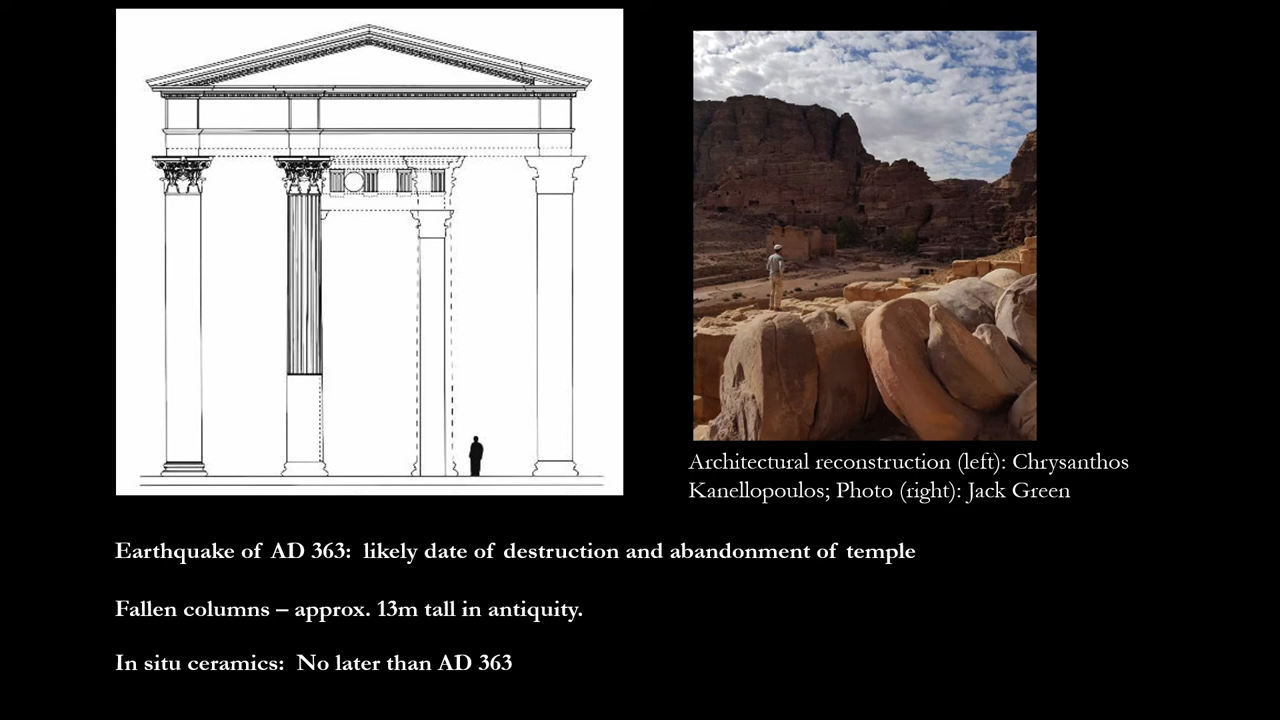 Architectural reconstruction (left): Chrysanthos
Kanellopoulos; Photo (right): Jack Green
Earthquake of AD 363: likely date of destruction and abandonment of temple
Fallen columns – approx. 13m tall in antiquity.
In situ ceramics: No later than AD 363